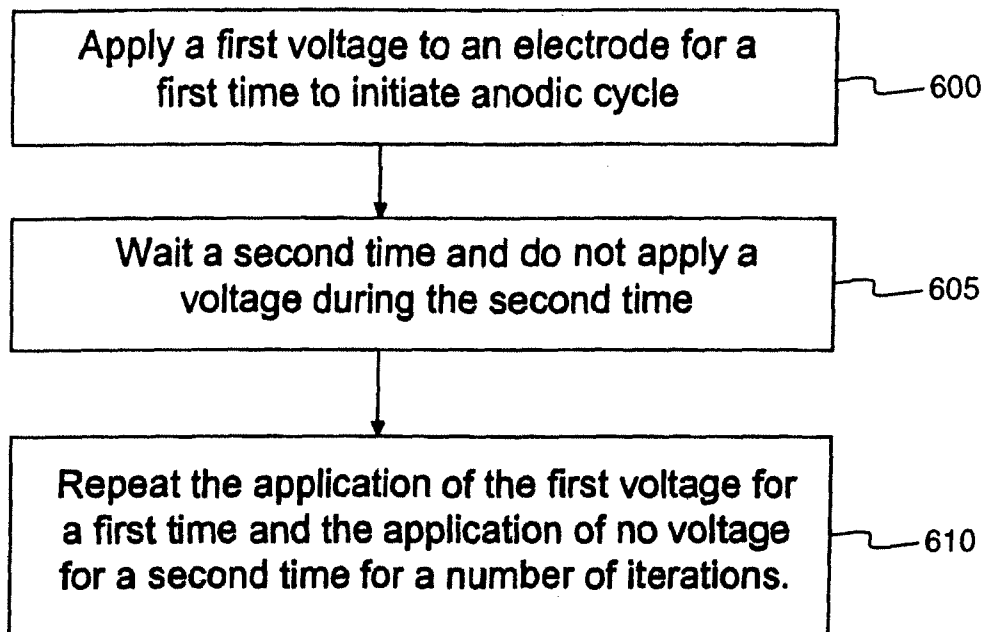 Apply a first voltage to an electrode for a
first time to initiate anodic cycle
600
Wait a second time and do not apply a
voltage during the second time
605
Repeat the application of the first voltage for
a first time and the application of no voltage
for a second time for a number of iterations.
610